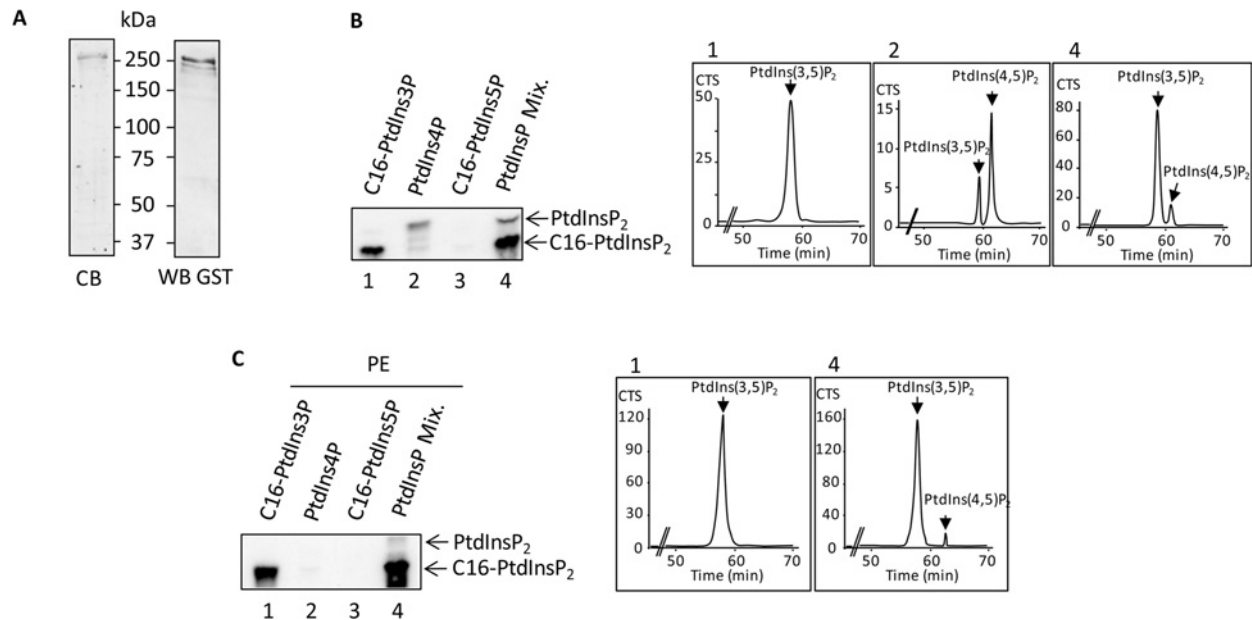 A
kDa
250
150
100
75
50
37
CB
WB GST
B
C16-PtdIns3P
PtdIns4P
C16-PtdIns5P
PtdInsP Mix.
PtdInsP2
C16-PtdInsP2
1 2 3 4
1
CTS
PtdIns(3,5)P2
50
25
0
50 60 70
Time (min)
2
CTS
PtdIns(4,5)P2
PtdIns(3,5)P2
15
10
5
0
50 60 70
Time (min)
4
CTS
PtdIns(3,5)P2
PtdIns(4,5)P2
80
60
40
20
0
50 60 70
Time (min)
C
PE
C16-PtdIns3P
PtdIns4P
C16-PtdIns5P
PtdInsP Mix.
PtdInsP2
C16-PtdInsP2
1 2 3 4
1
PtdIns(3,5)P2
CTS
120
90
60
30
0
50 60 70
Time (min)
4
PtdIns(3,5)P2
CTS
160
120
80
40
0
PtdIns(4,5)P2
50 60 70
Time (min)